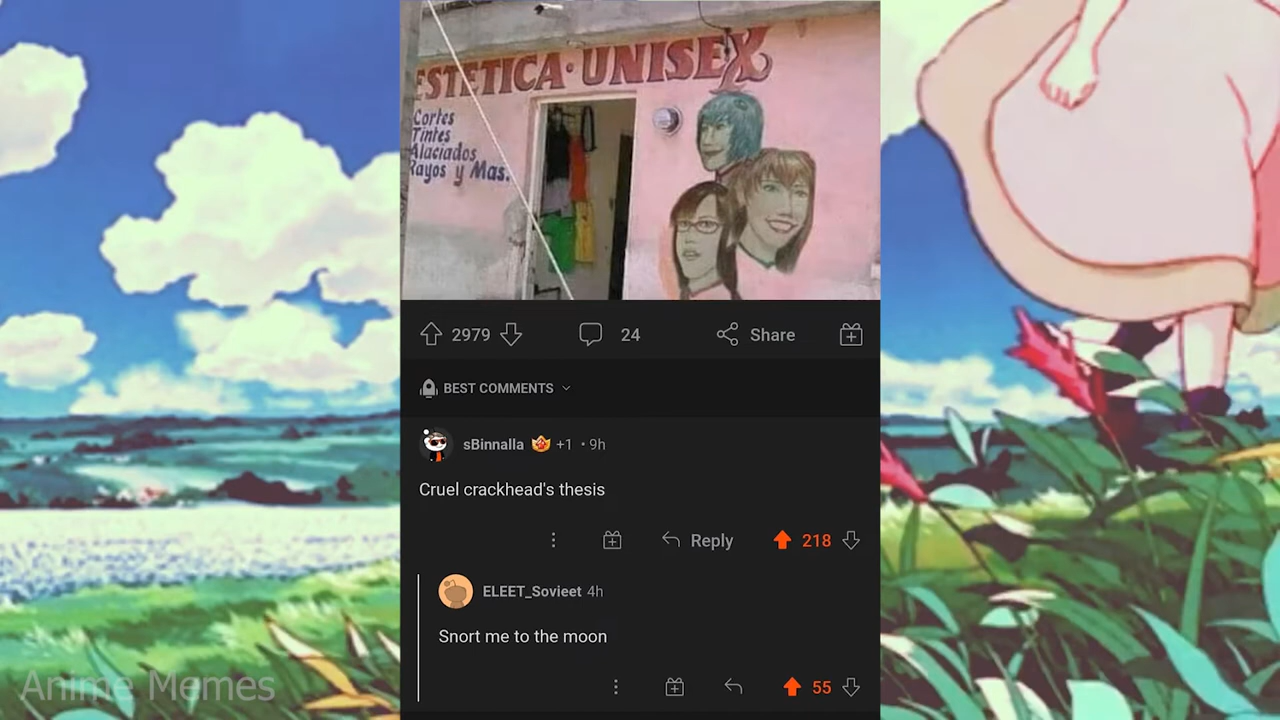 ESTETICA·UNISEX
Cortes
Tintes
Alaciados
Rayos y Mas.
2979
24
Share
BEST COMMENTS
sBinnalla +1 • 9h
Cruel crackhead's thesis
Reply
218
ELEET_Sovieet 4h
Snort me to the moon
55
Anime Memes